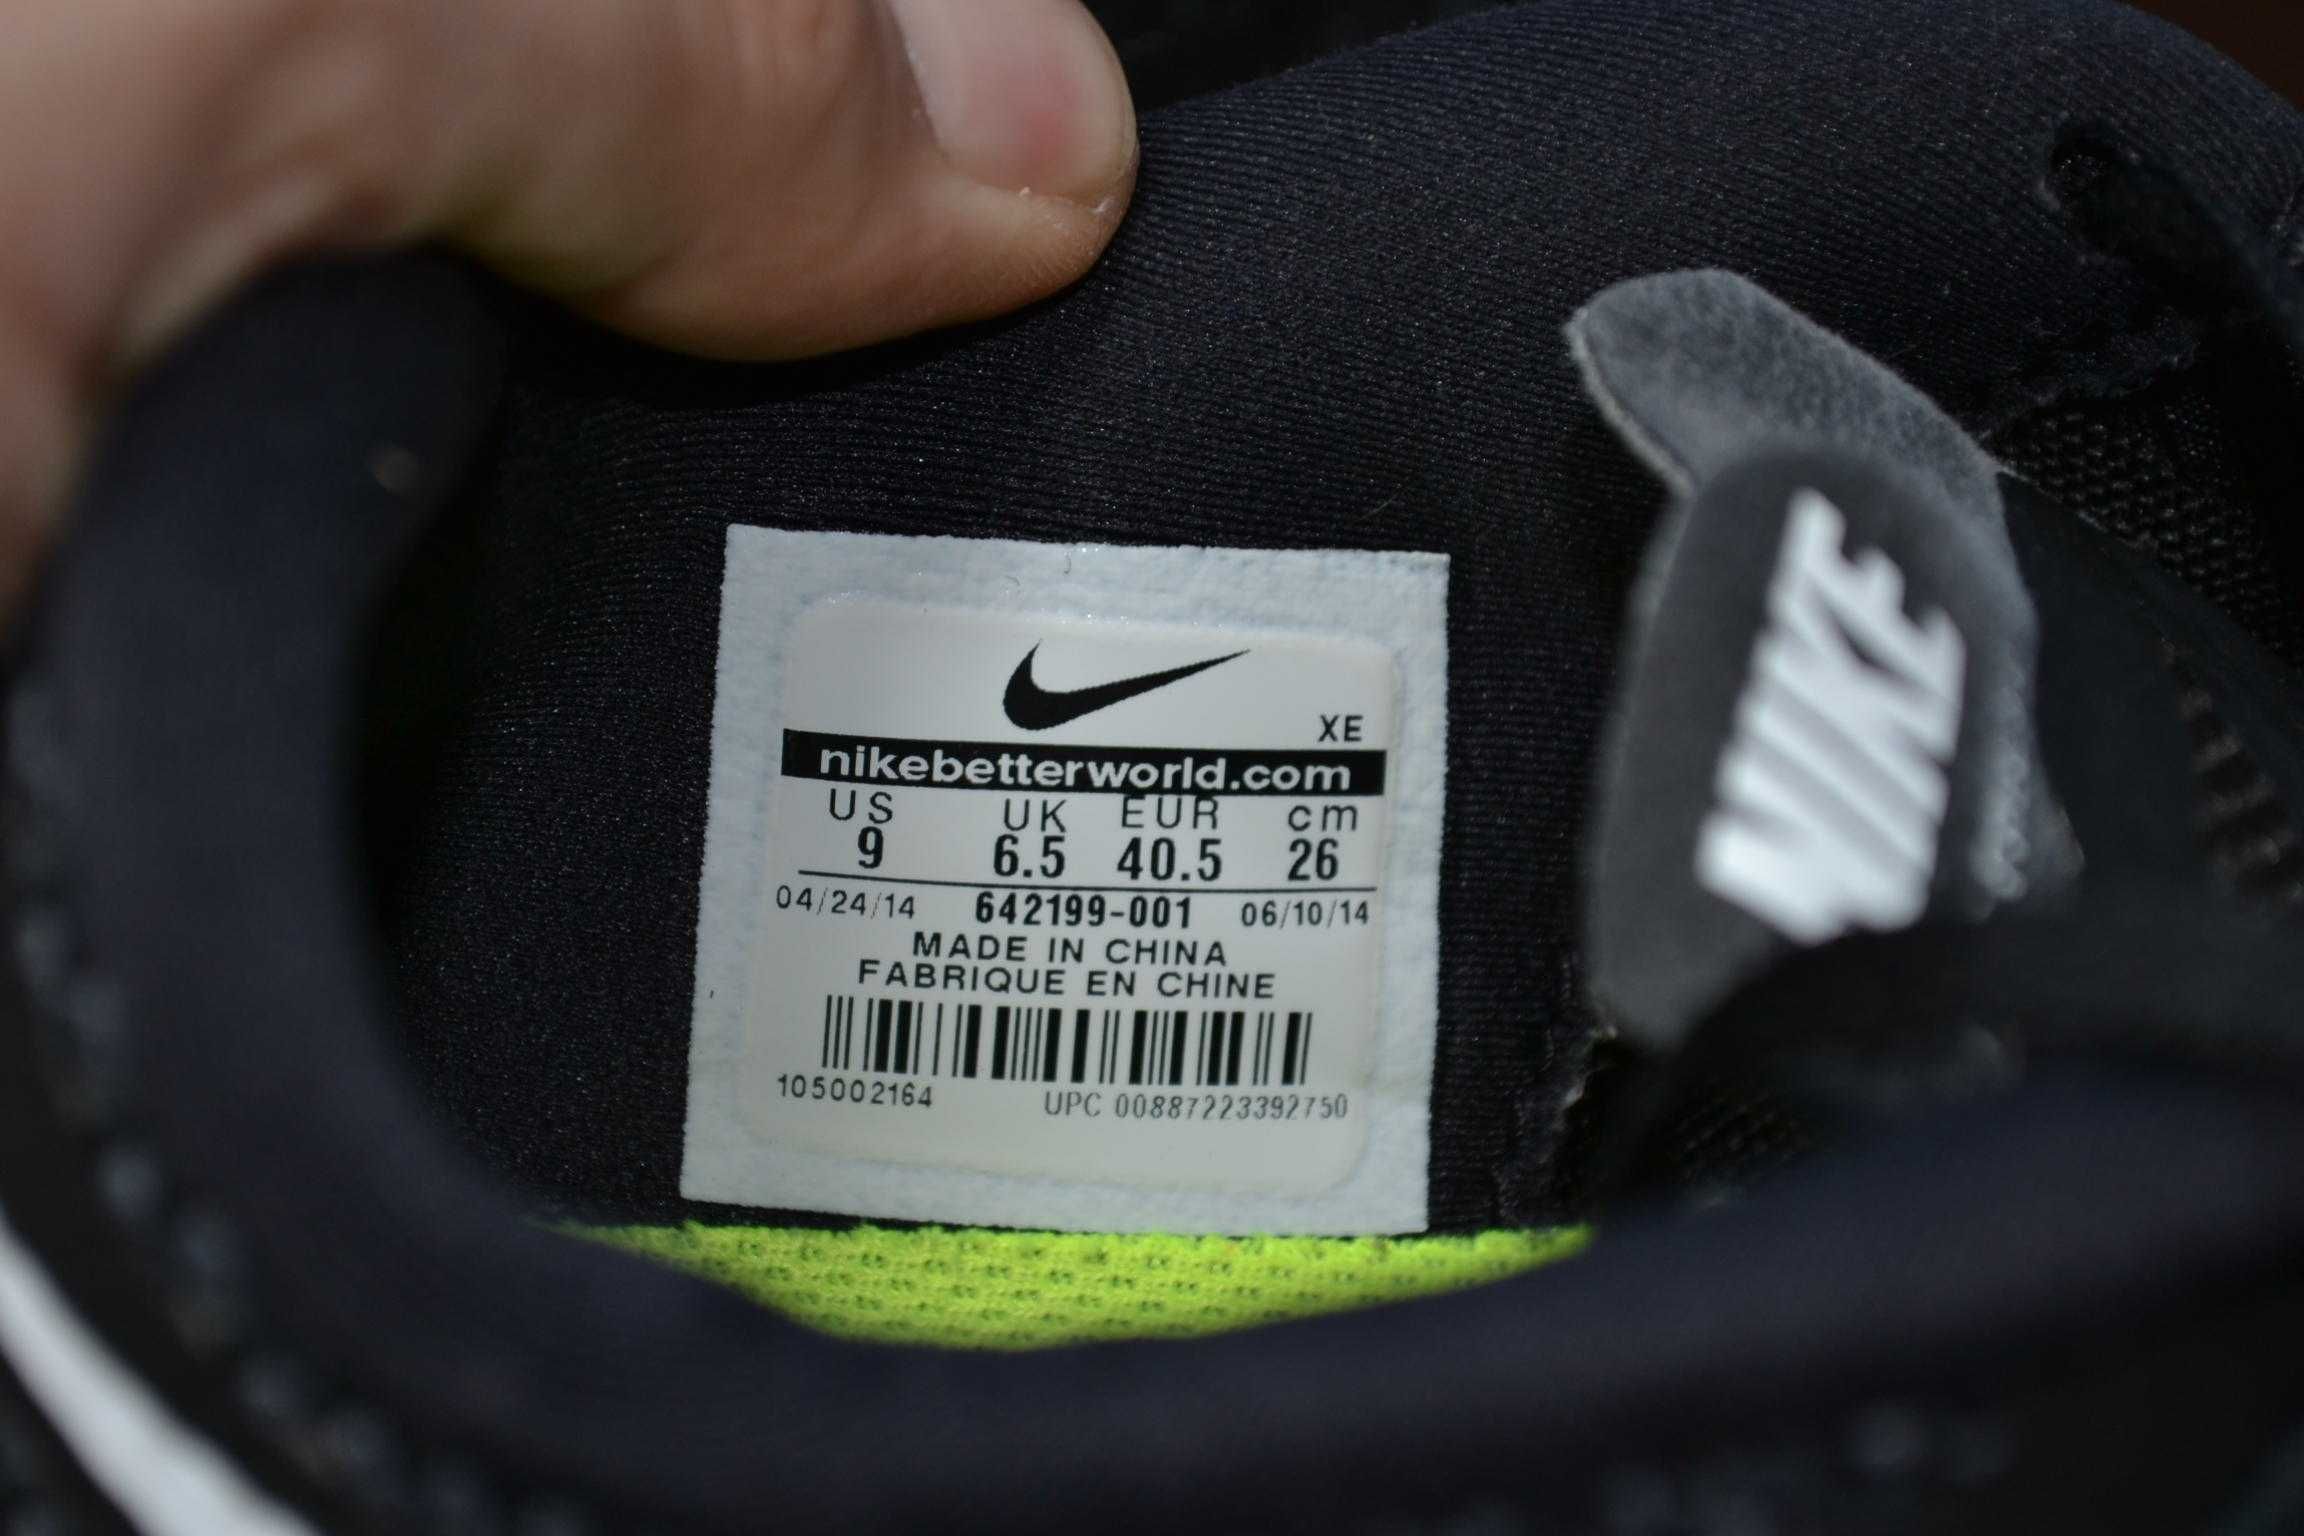 XE
nikebetterworld.com
US UK EUR cm
9 6.5 40.5 26
04/24/14 642199-001 06/10/14
MADE IN CHINA
FABRIQUE EN CHINE
105002164 UPC 00887223392750
NIKE